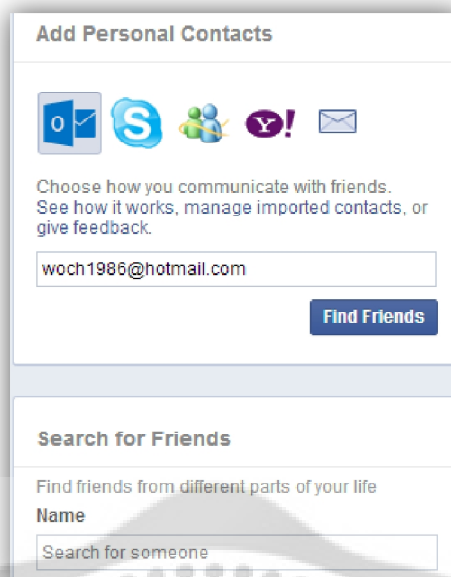 Add Personal Contacts
Choose how you communicate with friends.
See how it works, manage imported contacts, or
give feedback.
woch1986@hotmail.com
Find Friends
Search for Friends
Find friends from different parts of your life
Name
Search for someone